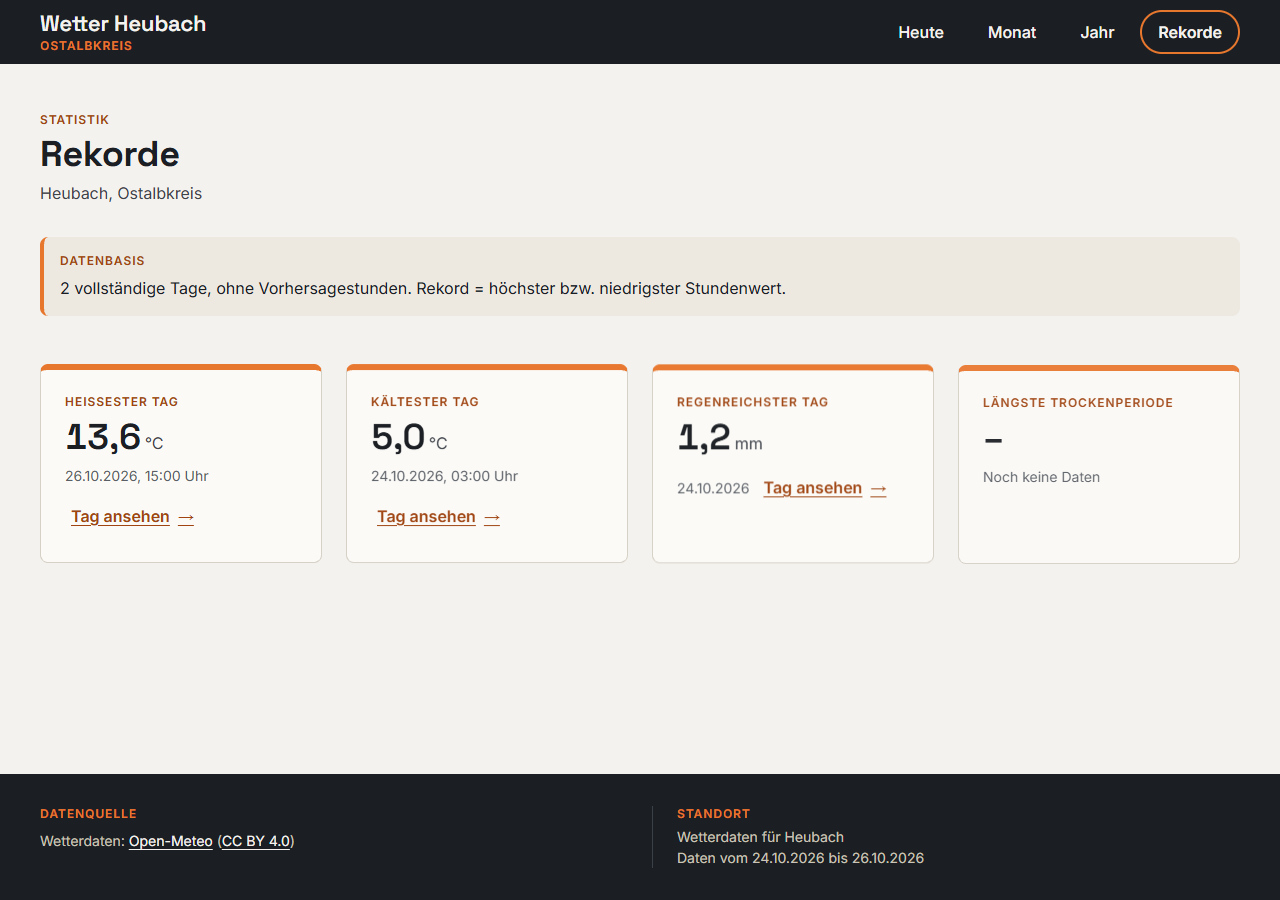 Wetter Heubach
OSTALBKREIS
Heute Monat Jahr Rekorde
STATISTIK
Rekorde
Heubach, Ostalbkreis
DATENBASIS
2 vollständige Tage, ohne Vorhersagestunden. Rekord = höchster bzw. niedrigster Stundenwert.
HEISSESTER TAG
13,6 °C
26.10.2026, 15:00 Uhr
Tag ansehen →
KÄLTESTER TAG
5,0 °C
24.10.2026, 03:00 Uhr
Tag ansehen →
REGENREICHSTER TAG
1,2 mm
24.10.2026 Tag ansehen →
LÄNGSTE TROCKENPERIODE
–
Noch keine Daten
DATENQUELLE
Wetterdaten: Open-Meteo (CC BY 4.0)
STANDORT
Wetterdaten für Heubach
Daten vom 24.10.2026 bis 26.10.2026